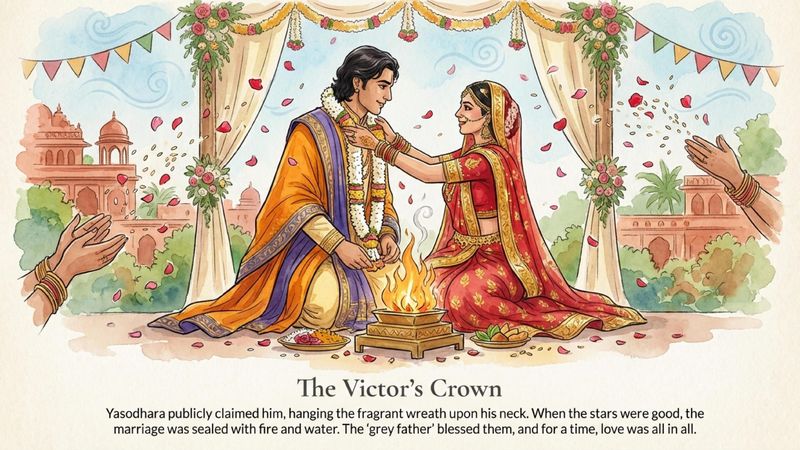 The Victor's Crown
Yasodhara publicly claimed him, hanging the fragrant wreath upon his neck. When the stars were good, the
marriage was sealed with fire and water. The ‘grey father’ blessed them, and for a time, love was all in all.